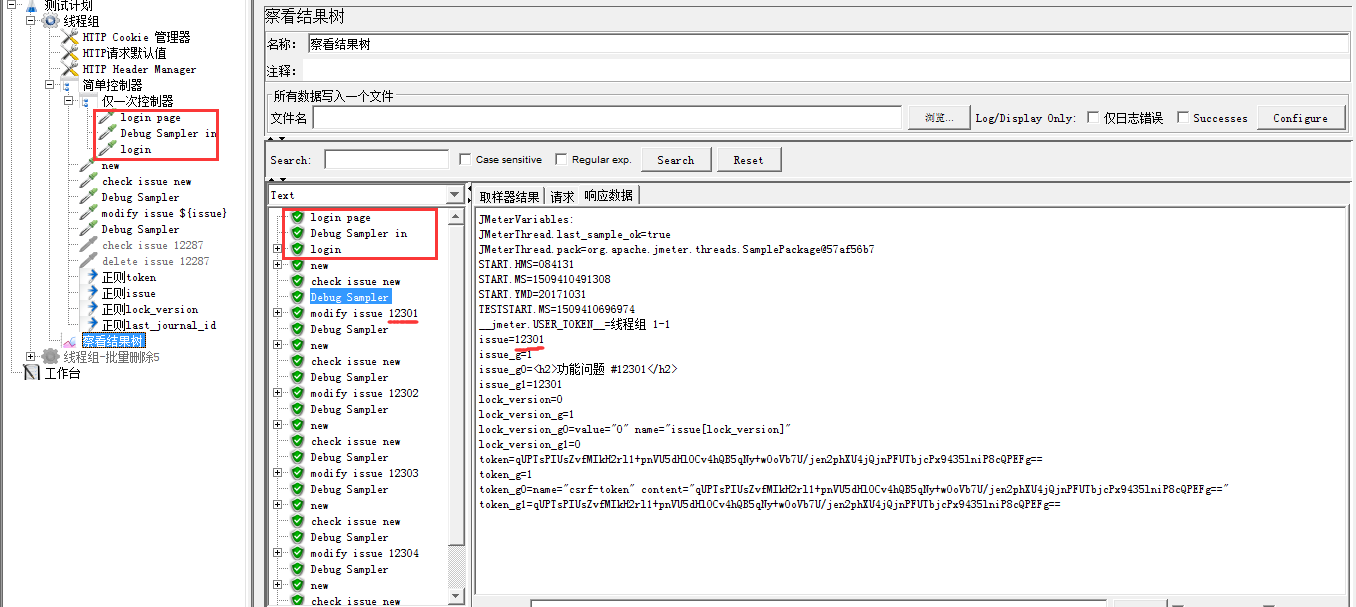 测试计划
线程组
HTTP Cookie 管理器
HTTP请求默认值
HTTP Header Manager
简单控制器
仅一次控制器
login page
Debug Sampler in
login
new
check issue new
Debug Sampler
modify issue ${issue}
Debug Sampler
check issue 12287
delete issue 12287
正则token
正则issue
正则lock_version
正则last_journal_id
察看结果树
线程组-批量删除5
工作台
察看结果树
名称： 察看结果树
注释：
所有数据写入一个文件
文件名 浏览... Log/Display Only: 仅日志错误 Successes Configure
Search: Case sensitive Regular exp. Search Reset
Text
login page
Debug Sampler in
login
new
check issue new
Debug Sampler
modify issue 12301
Debug Sampler
new
check issue new
Debug Sampler
modify issue 12302
Debug Sampler
new
check issue new
Debug Sampler
modify issue 12303
Debug Sampler
new
check issue new
Debug Sampler
modify issue 12304
Debug Sampler
new
check issue new
取样器结果 请求 响应数据
JMeterVariables:
JMeterThread.last_sample_ok=true
JMeterThread.pack=org.apache.jmeter.threads.SamplePackage@57af56b7
START.HMS=084131
START.MS=1509410491308
START.YMD=20171031
TESTSTART.MS=1509410696974
__jmeter.USER_TOKEN__=线程组 1-1
issue=12301
issue_g=1
issue_g0=<h2>功能问题 #12301</h2>
issue_g1=12301
lock_version=0
lock_version_g=1
lock_version_g0=value="0" name="issue[lock_version]"
lock_version_g1=0
token=qUPTsPIUsZvfMIkH2rl1+pnVU5dHlOCv4hQB5qNy+w0oVb7U/jen2phXU4jQjnPFUTbjcPx9435lniP8cQPEFg==
token_g=1
token_g0=name="csrf-token" content="qUPTsPIUsZvfMIkH2rl1+pnVU5dHlOCv4hQB5qNy+w0oVb7U/jen2phXU4jQjnPFUTbjcPx9435lniP8cQPEFg=="
token_g1=qUPTsPIUsZvfMIkH2rl1+pnVU5dHlOCv4hQB5qNy+w0oVb7U/jen2phXU4jQjnPFUTbjcPx9435lniP8cQPEFg==